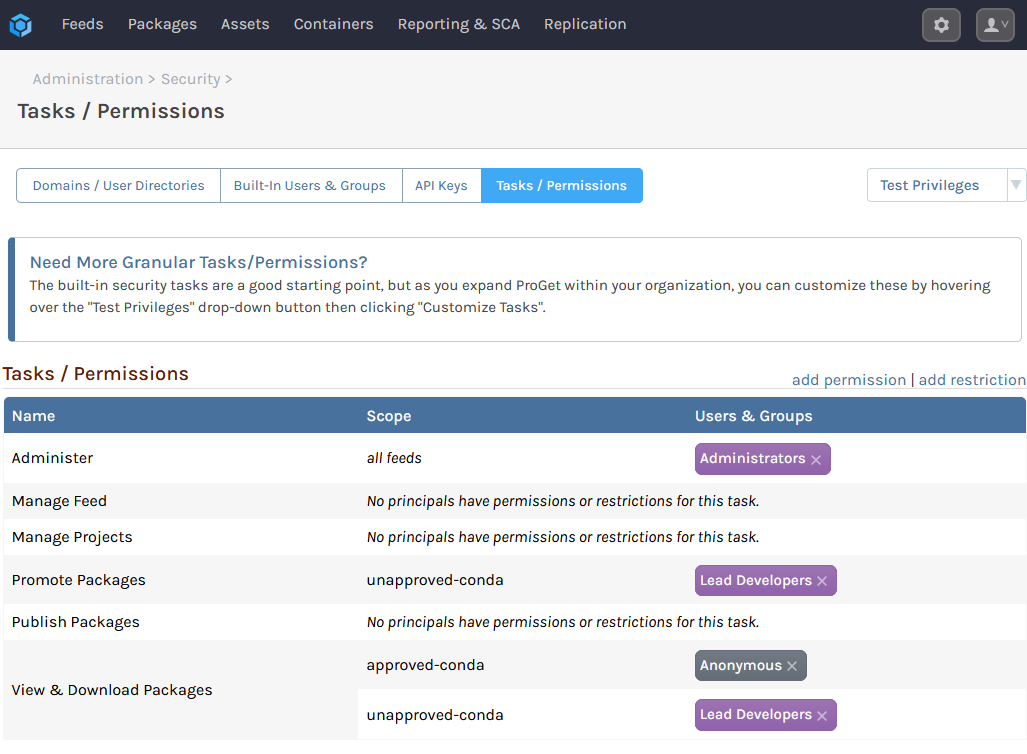 Feeds Packages Assets Containers Reporting & SCA Replication
Administration > Security >
Tasks / Permissions
Domains / User Directories Built-In Users & Groups API Keys Tasks / Permissions Test Privileges
Need More Granular Tasks/Permissions?
The built-in security tasks are a good starting point, but as you expand ProGet within your organization, you can customize these by hovering
over the "Test Privileges" drop-down button then clicking "Customize Tasks".
Tasks / Permissions
add permission | add restriction
Name Scope Users & Groups
Administer all feeds Administrators ×
Manage Feed No principals have permissions or restrictions for this task.
Manage Projects No principals have permissions or restrictions for this task.
Promote Packages unapproved-conda Lead Developers ×
Publish Packages No principals have permissions or restrictions for this task.
View & Download Packages
approved-conda Anonymous ×
unapproved-conda Lead Developers ×